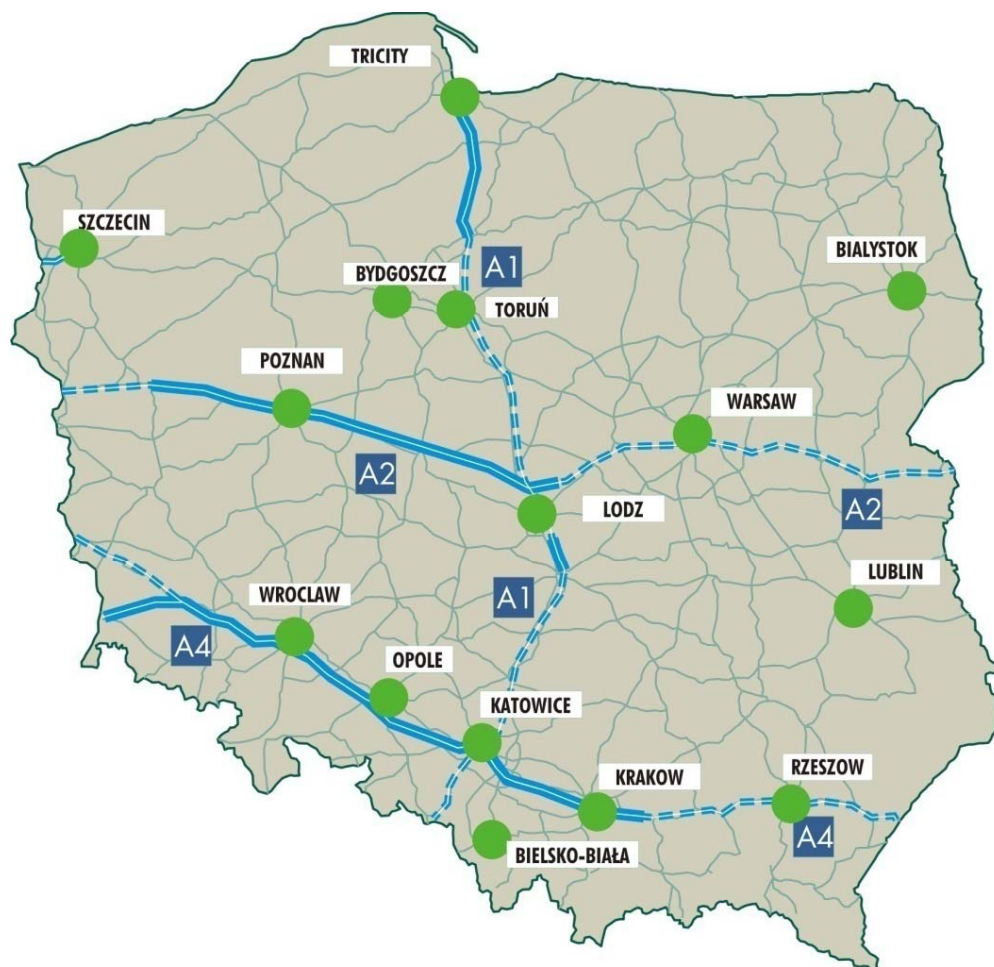 TRICITY
SZCZECIN
BIALYSTOK
A1
BYDGOSZCZ
TORUŃ
POZNAN
WARSAW
A2
A2
LODZ
LUBLIN
WROCLAW
A1
A4
OPOLE
KATOWICE
RZESZOW
KRAKOW
A4
BIELSKO-BIAŁA